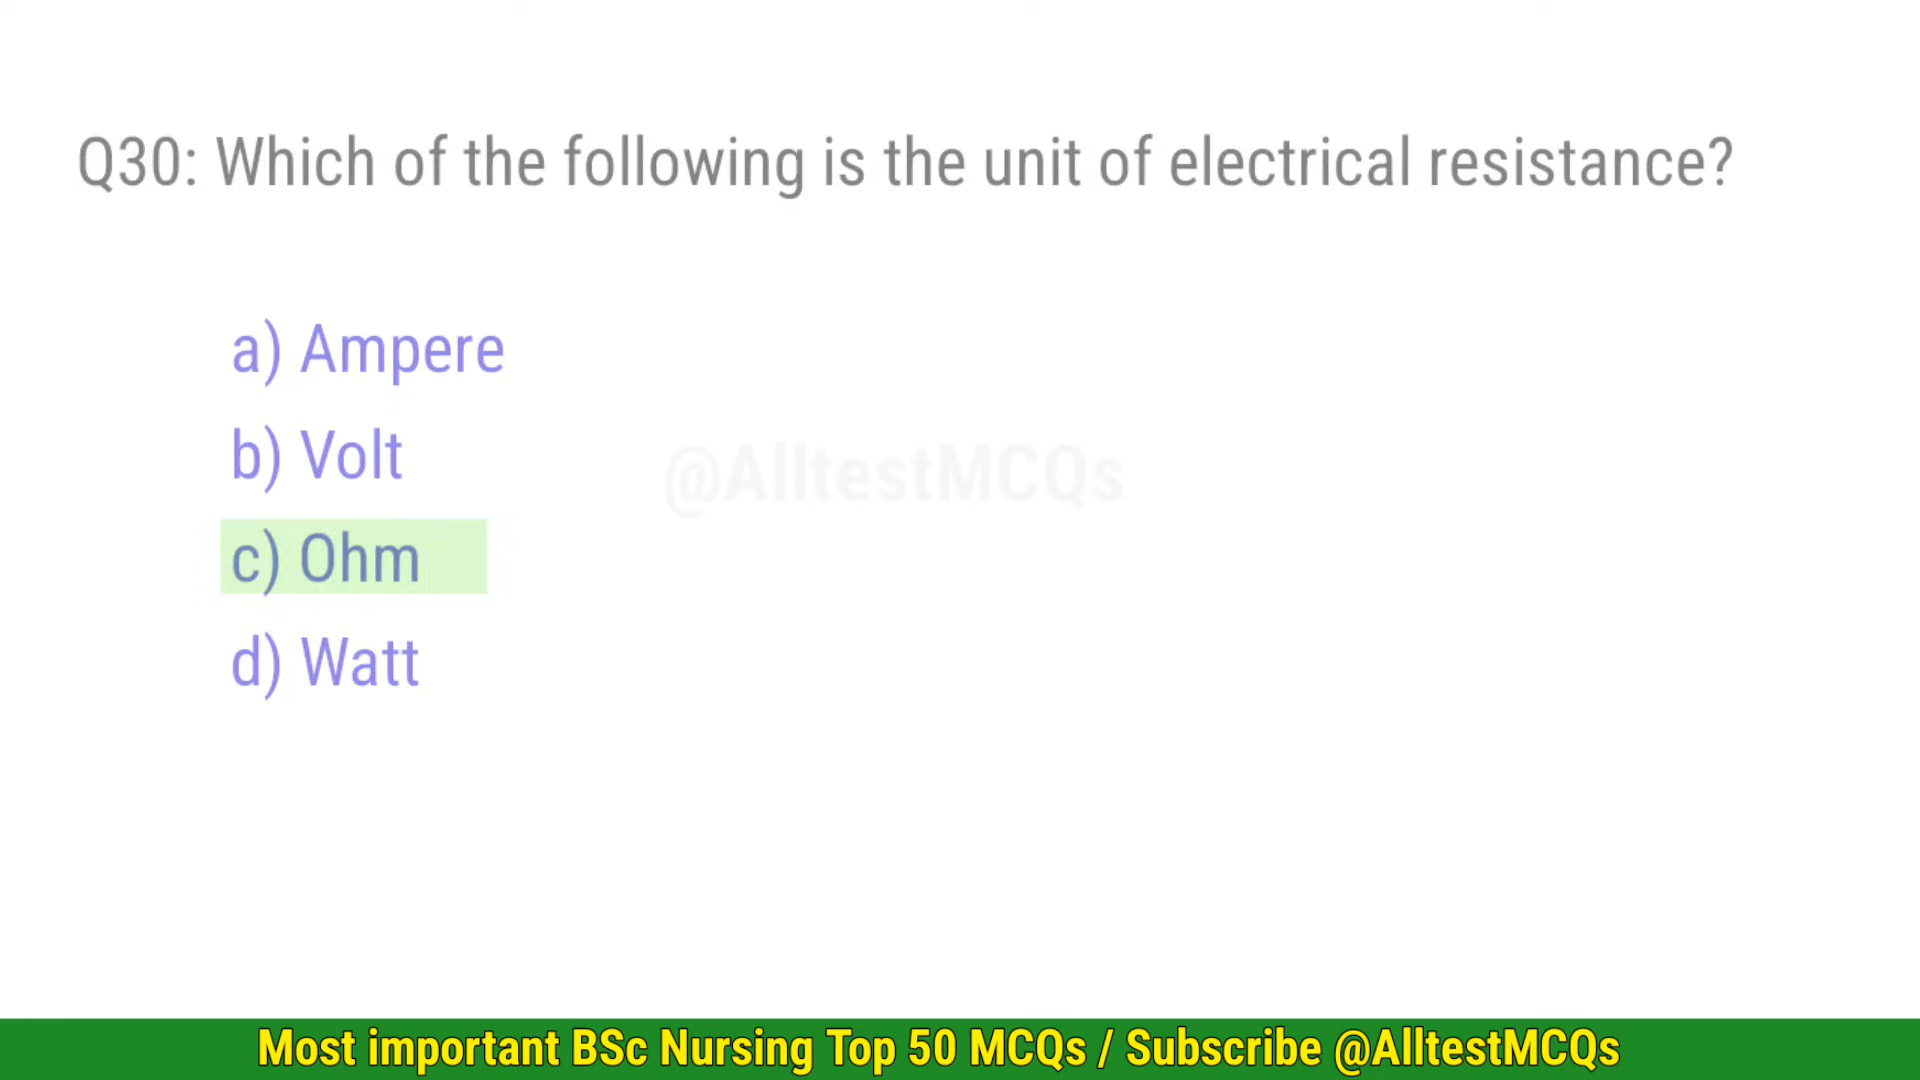 Q30: Which of the following is the unit of electrical resistance?
a) Ampere
b) Volt
@AlltestMCQs
c) Ohm
d) Watt
Most important BSc Nursing Top 50 MCQs / Subscribe @AlltestMCQs